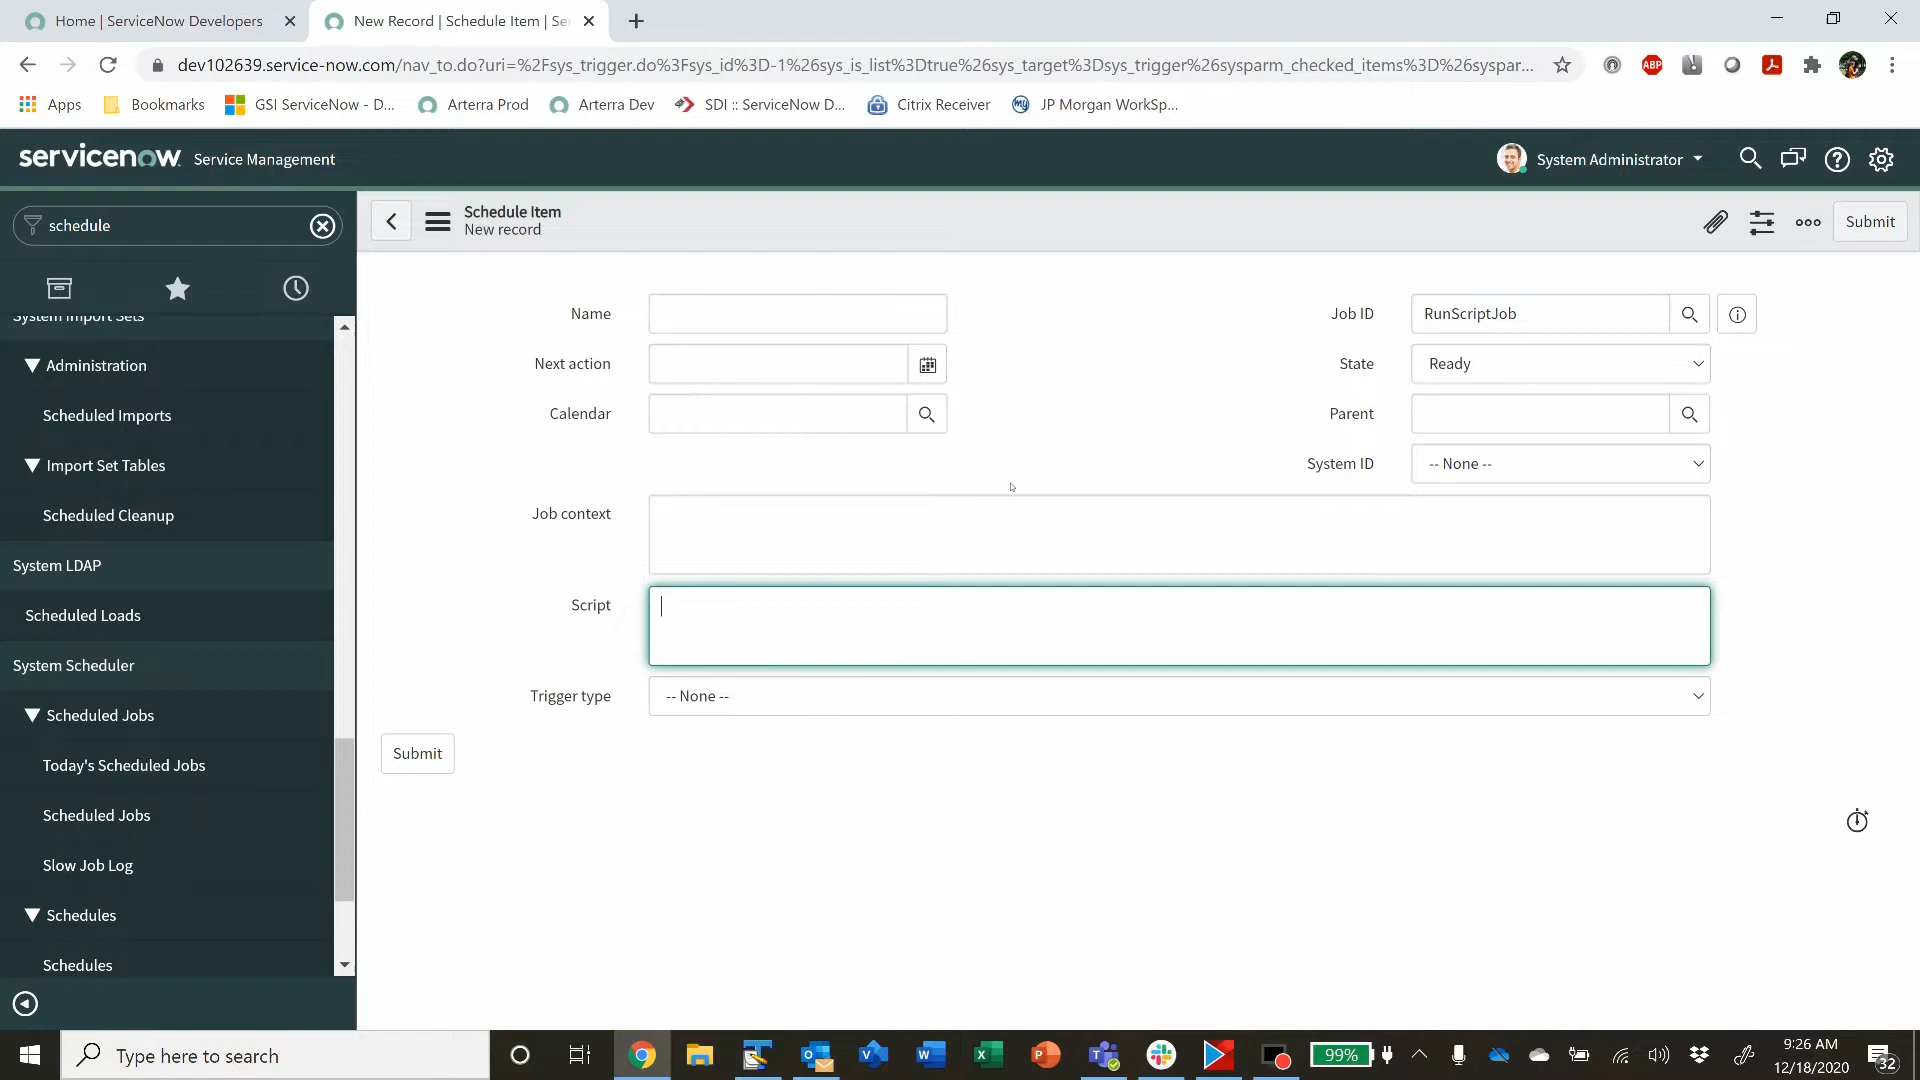 Home | ServiceNow Developers
New Record | Schedule Item | Se
dev102639.service-now.com/nav_to.do?uri=%2Fsys_trigger.do%3Fsys_id%3D-1%26sys_is_list%3Dtrue%26sys_target%3Dsys_trigger%26sysparm_checked_items%3D%26syspar...
ABP
Apps
Bookmarks
GSI ServiceNow - D...
Arterra Prod
Arterra Dev
SDI :: ServiceNow D...
Citrix Receiver
my
JP Morgan WorkSp...
servicenow
Service Management
System Administrator
schedule
Schedule Item
New record
Submit
System Import Sets
Administration
Scheduled Imports
Import Set Tables
Scheduled Cleanup
System LDAP
Scheduled Loads
System Scheduler
Scheduled Jobs
Today's Scheduled Jobs
Scheduled Jobs
Slow Job Log
Schedules
Schedules
Name
Job ID
RunScriptJob
Next action
State
Ready
Calendar
Parent
System ID
-- None --
Job context
Script
Trigger type
-- None --
Submit
Type here to search
99%
9:26 AM
12/18/2020
32